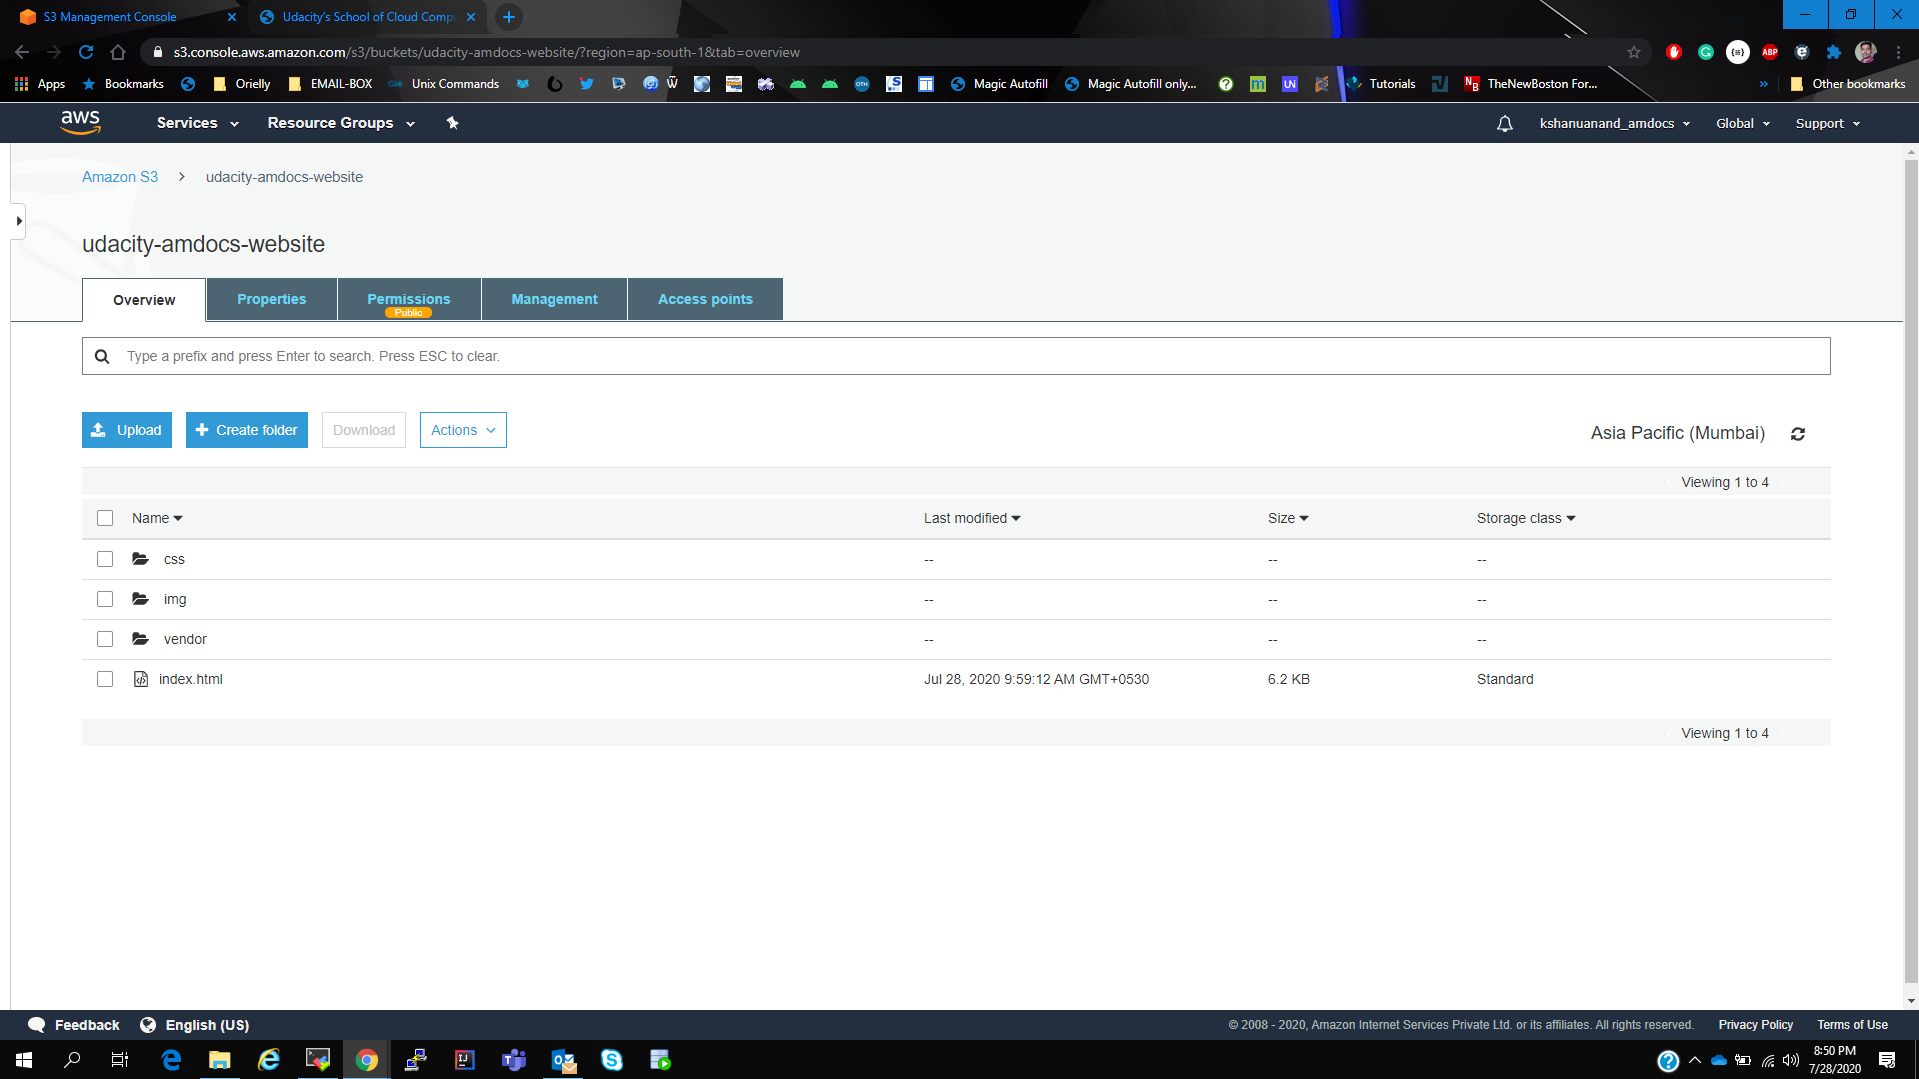 S3 Management Console
Udacity's School of Cloud Comp
s3.console.aws.amazon.com/s3/buckets/udacity-amdocs-website/?region=ap-south-1&tab=overview
Apps Bookmarks Orielly EMAIL-BOX Unix Commands Magic Autofill Magic Autofill only... Tutorials TheNewBoston For... » Other bookmarks
aws Services Resource Groups kshanuanand_amdocs Global Support
Amazon S3 > udacity-amdocs-website
udacity-amdocs-website
Overview Properties Permissions Management Access points
Public
Type a prefix and press Enter to search. Press ESC to clear.
Upload Create folder Download Actions Asia Pacific (Mumbai)
Viewing 1 to 4
Name Last modified Size Storage class
css -- -- --
img -- -- --
vendor -- -- --
index.html Jul 28, 2020 9:59:12 AM GMT+0530 6.2 KB Standard
Viewing 1 to 4
Feedback English (US) © 2008 - 2020, Amazon Internet Services Private Ltd. or its affiliates. All rights reserved. Privacy Policy Terms of Use
8:50 PM
7/28/2020